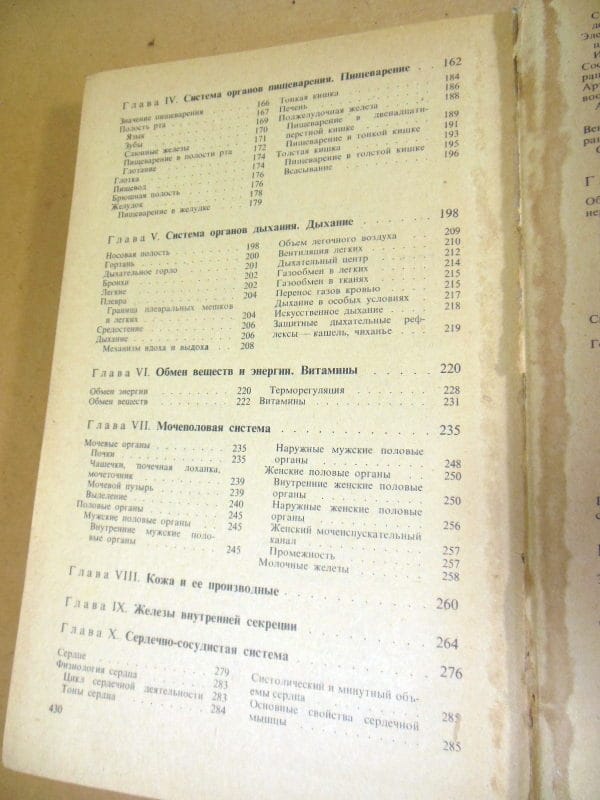 Глава IV. Система органов пищеварения. Пищеварение . . 162
Значение пищеварения . . . 166
Полость рта . . . 167
Язык . . . 169
Зубы . . . 170
Слюнные железы . . . 171
Пищеварение в полости рта 172
Глотание . . . 174
Глотка . . . 174
Пищевод . . . 176
Брюшная полость . . . 176
Желудок . . . 178
Пищеварение в желудке . . . 179
Тонкая кишка . . . 184
Печень . . . 186
Поджелудочная железа . . . 188
Пищеварение в двенадцати-
перстной кишке . . . 189
Пищеварение и тонкой кишке 191
Толстая кишка . . . 193
Пищеварение в толстой кишке 195
Всасывание . . . 196
Глава V. Система органов дыхания. Дыхание . . . 198
Носовая полость . . . 198
Гортань . . . 200
Дыхательное горло . . . 201
Бронхи . . . 202
Легкие . . . 202
Плевра . . . 204
Граница плевральных мешков
и легких . . . 204
Средостение . . . 206
Дыхание . . . 206
Механизмы вдоха и выдоха . . 208
Объем легочного воздуха . . . 209
Вентиляция легких . . . 210
Дыхательный центр . . . 212
Газообмен в легких . . . 214
Газообмен в тканях . . . 215
Перенос газов кровью . . . 215
Дыхание в особых условиях . . 217
Искусственное дыхание . . . 218
Защитные дыхательные реф-
лексы — кашель, чиханье . . 219
Глава VI. Обмен веществ и энергии. Витамины . . . 220
Обмен энергии . . . 220
Обмен веществ . . . 222
Терморегуляция . . . 228
Витамины . . . 231
Глава VII. Мочеполовая система . . . 235
Мочевые органы . . . 235
Почки . . . 235
Чашечки, почечная лоханка,
мочеточник . . . 239
Мочевой пузырь . . . 239
Выделение . . . 240
Половые органы . . . 245
Мужские половые органы . . . 245
Внутренние мужские поло-
вые органы . . . 245
Наружные мужские половые
органы . . . 248
Женские половые органы . . . 250
Внутренние женские половые
органы . . . 250
Наружные женские половые
органы . . . 256
Женский мочеиспускательный
канал . . . 257
Промежность . . . 257
Молочные железы . . . 258
Глава VIII. Кожа и ее производные . . . 260
Глава IX. Железы внутренней секреции . . . 264
Глава X. Сердечно-сосудистая система . . . 276
Сердце . . . 279
Физиология сердца . . . 283
Цикл сердечной деятельности 283
Тоны сердца . . . 284
Систолический и минутный объ-
емы сердца . . . 285
Основные свойства сердечной
мышцы . . . 285
430